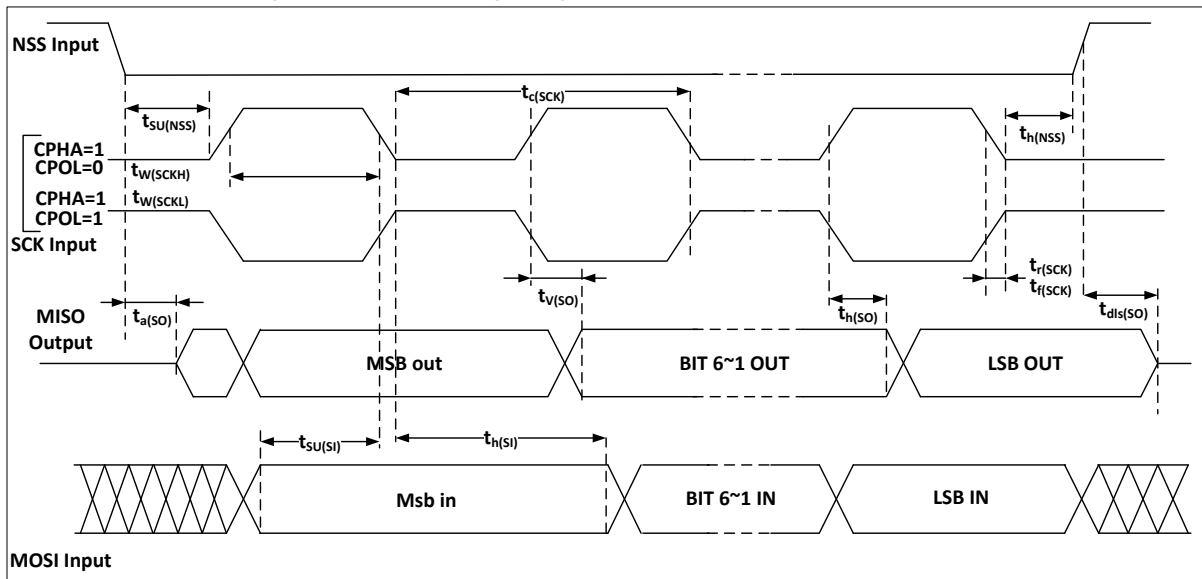 NSS Input
tc(SCK)
tSU(NSS)
th(NSS)
CPHA=1
CPOL=0
tW(SCKH)
CPHA=1
tW(SCKL)
CPOL=1
SCK Input
tr(SCK)
tV(SO)
tf(SCK)
ta(SO)
th(SO)
tdis(SO)
MISO
Output
MSB out
BIT 6~1 OUT
LSB OUT
tSU(SI)
th(SI)
Msb in
BIT 6~1 IN
LSB IN
MOSI Input